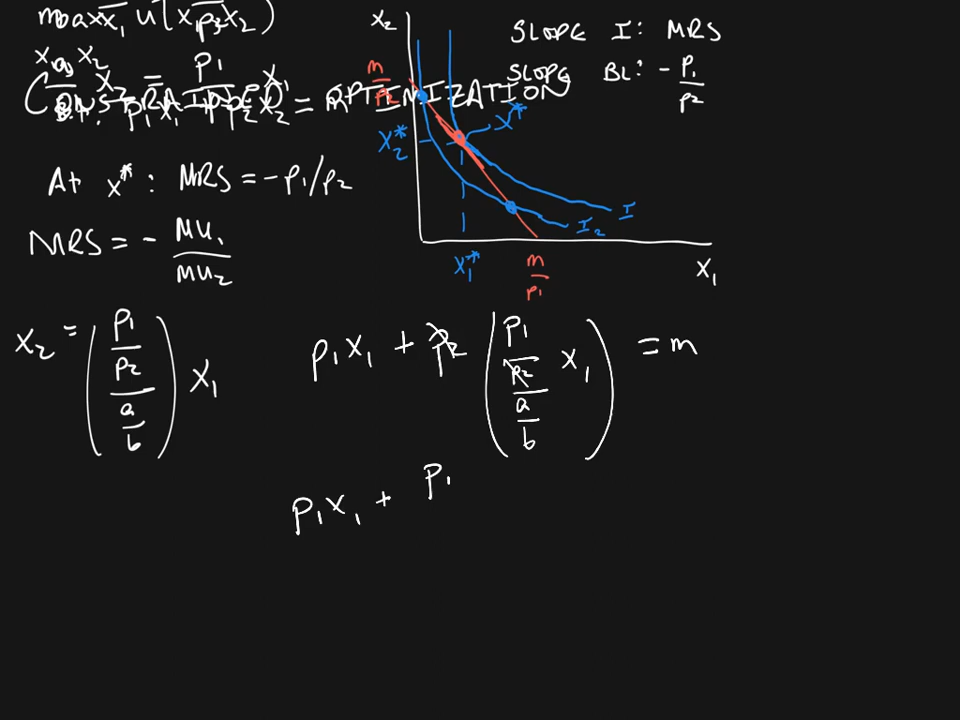 max u(x1, x2)
x1, x2
CONSTRAINED OPTIMIZATION
s.t. p1x1 + p2x2 = m
At x* : MRS = -p1/p2
MRS = - MU1/MU2
x2 = ((p1/p2)/(a/b)) x1
p1x1 + p2 ((p1/p2)/(a/b) x1) = m
p1x1 + p1
SLOPE I: MRS
SLOPE BL: - p1/p2
x2
m/p2
x2*
x*
I
I2
x1*
m/p1
x1